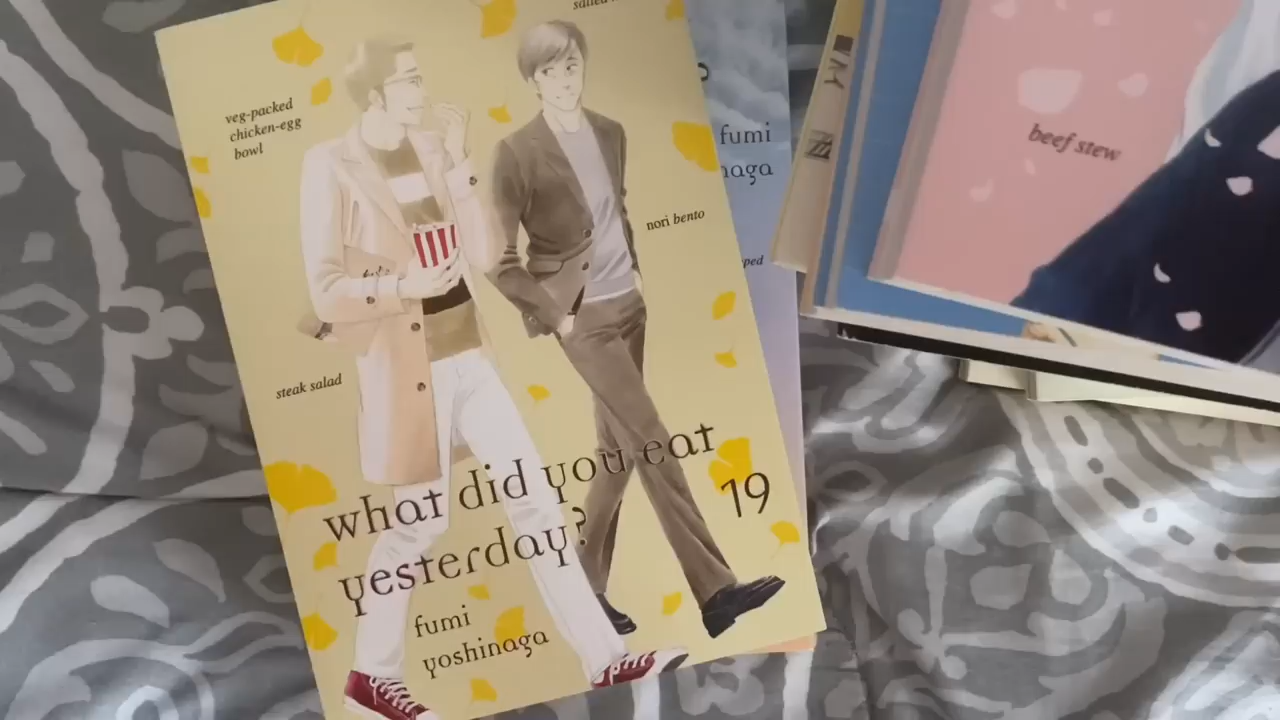 veg-packed
chicken-egg
bowl
nori bento
steak salad
what did you eat
yesterday?
19
fumi
yoshinaga
fumi
beef stew